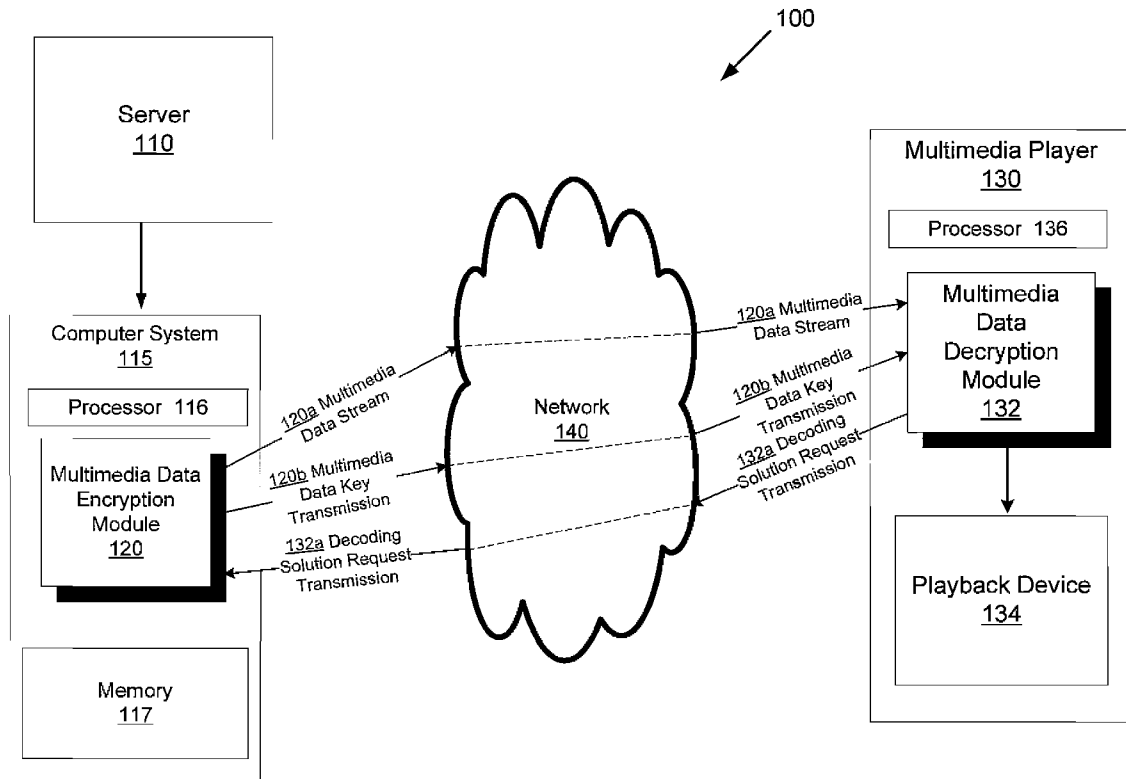 100
Server
110
Computer System
115
Processor 116
Multimedia Data
Encryption
Module
120
Memory
117
120a Multimedia
Data Stream
120b Multimedia
Data Key
Transmission
132a Decoding
Solution Request
Transmission
Network
140
120a Multimedia
Data Stream
120b Multimedia
Data Key
Transmission
132a Decoding
Solution Request
Transmission
Multimedia Player
130
Processor 136
Multimedia
Data
Decryption
Module
132
Playback Device
134